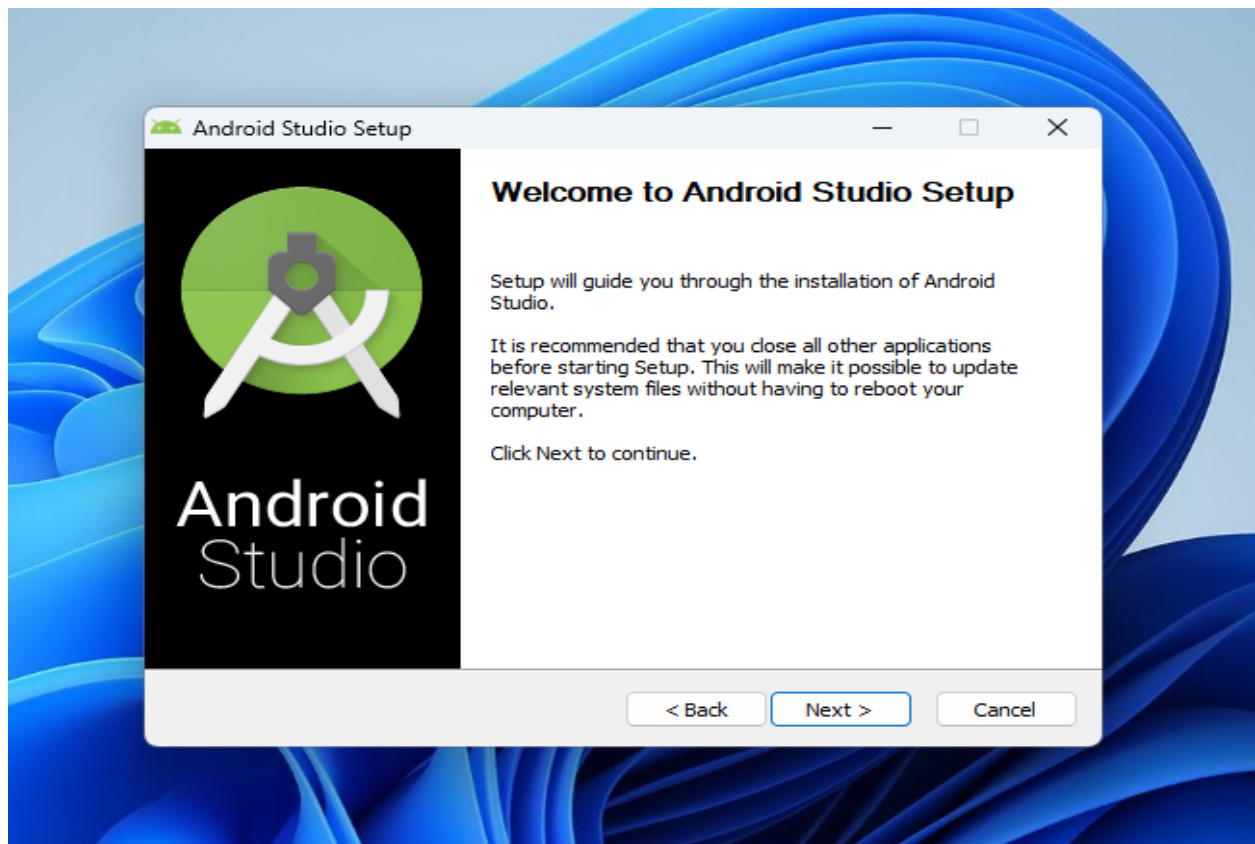 Android Studio Setup
Welcome to Android Studio Setup
Setup will guide you through the installation of Android
Studio.
It is recommended that you close all other applications
before starting Setup. This will make it possible to update
relevant system files without having to reboot your
computer.
Click Next to continue.
Android
Studio
< Back Next > Cancel